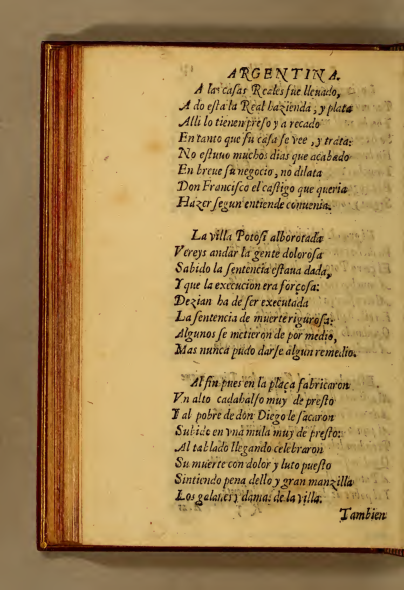 ARGENTINA.
A las casas Reales fue lleuado,
A do esta la Real hazienda, y plata
Alli lo tienen preso y a recado
En tanto que su casa se vee, y trata:
No estuuo muchos dias que acabado
En breue su negocio, no dilata
Don Francisco el castigo que queria
Hazer segun entiende conuenia.
La villa Potosi alborotada
Vereys andar la gente dolorosa
Sabido la sentencia estaua dada,
Y que la execucion era forçosa:
Dezian ha de ser executada
La sentencia de muerte rigurosa:
Algunos se metieron de por medio,
Mas nunca pudo darse algun remedio.
Al fin pues en la plaça fabricaron
Vn alto cadahalso muy de presto
Y al pobre de don Diego le sacaron
Subido en vna mula muy de presto:
Al tablado llegando celebraron
Su muerte con dolor y luto puesto
Sintiendo pena dello y gran manzilla
Los galanes y damas de la villa.
Tambien